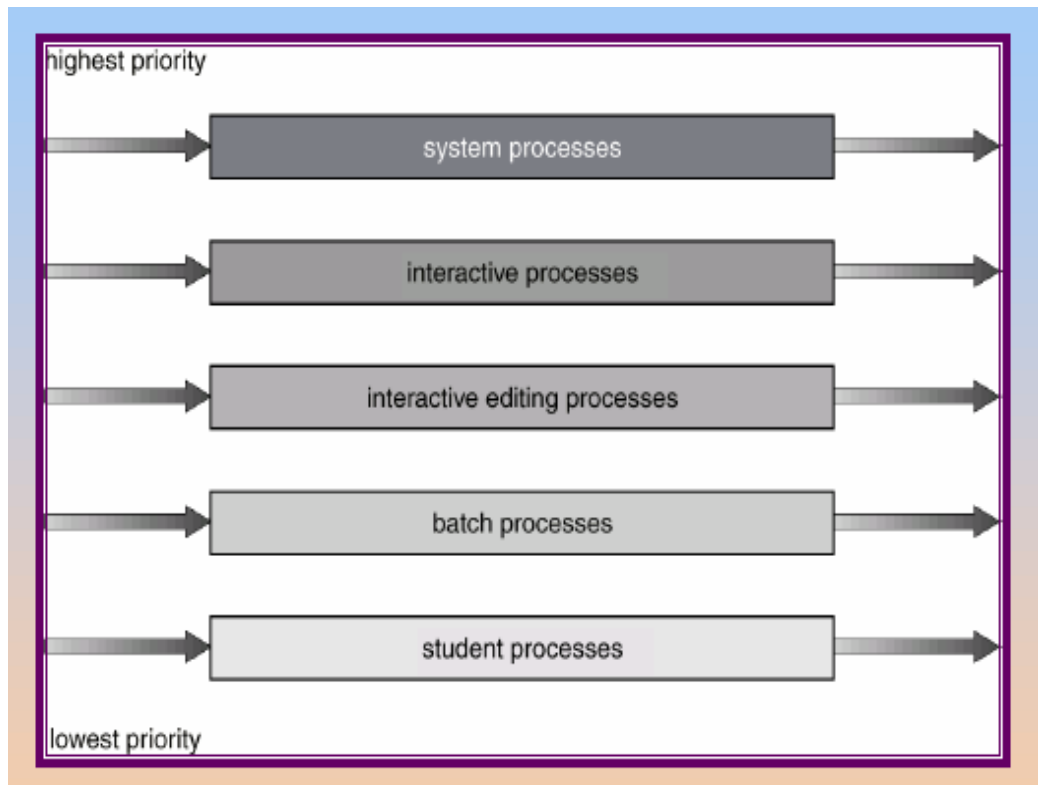 highest priority
system processes
interactive processes
interactive editing processes
batch processes
student processes
lowest priority